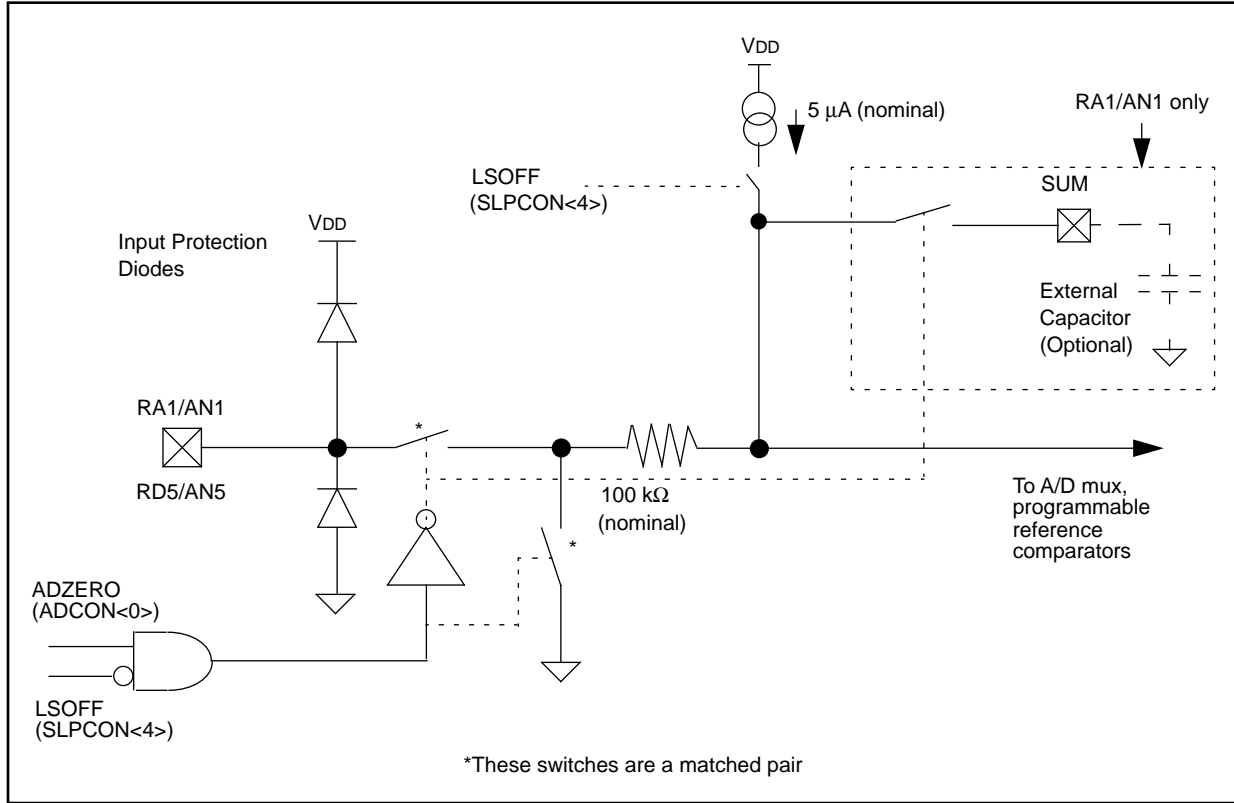 VDD
5 µA (nominal)
RA1/AN1 only
LSOFF
(SLPCON<4>)
SUM
VDD
Input Protection
Diodes
External
Capacitor
(Optional)
RA1/AN1
*
RD5/AN5
100 kΩ
(nominal)
To A/D mux,
programmable
reference
comparators
*
ADZERO
(ADCON<0>)
LSOFF
(SLPCON<4>)
*These switches are a matched pair